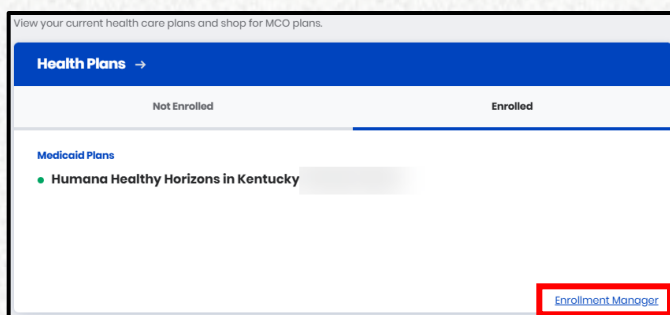 View your current health care plans and shop for MCO plans.
Health Plans →
Not Enrolled
Enrolled
Medicaid Plans
• Humana Healthy Horizons in Kentucky
Enrollment Manager